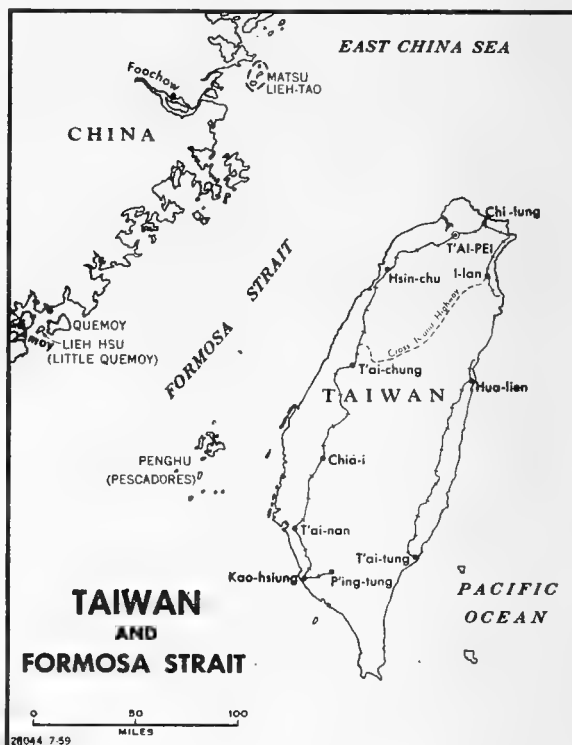 EAST CHINA SEA
Foochow
MATSU
LIEH-TAO
CHINA
Chi-lung
T'AI-PEI
Hsin-chu
I-lan
FORMOSA STRAIT
Cross Island Highway
QUEMOY
LIEH HSU
(LITTLE QUEMOY)
T'ai-chung
TAIWAN
Hua-lien
PENGHU
(PESCADORES)
Chia-i
T'ai-nan
T'ai-tung
Kao-hsiung
P'ing-tung
PACIFIC
OCEAN
TAIWAN
AND
FORMOSA STRAIT
0 50 100
MILES
7-59